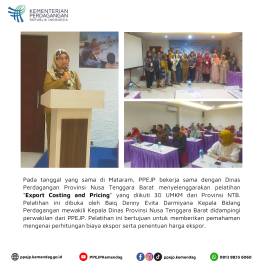 KEMENTERIAN
PERDAGANGAN
REPUBLIK INDONESIA
Pada tanggal yang sama di Mataram, PPEJP bekerja sama dengan Dinas
Perdagangan Provinsi Nusa Tenggara Barat menyelenggarakan pelatihan
"Export Costing and Pricing" yang diikuti 30 UMKM dari Provinsi NTB.
Pelatihan ini dibuka oleh Baiq Denny Evita Darmiyana Kepala Bidang
Perdagangan mewakili Kepala Dinas Provinsi Nusa Tenggara Barat didampingi
perwakilan dari PPEJP. Pelatihan ini bertujuan untuk memberikan pemahaman
mengenai perhitungan biaya ekspor serta penentuan harga ekspor.
ppejp.kemendag.go.id
PPEJPKemendag
ppejp.kemendag
ppejp.kemendag
0813 8835 6060